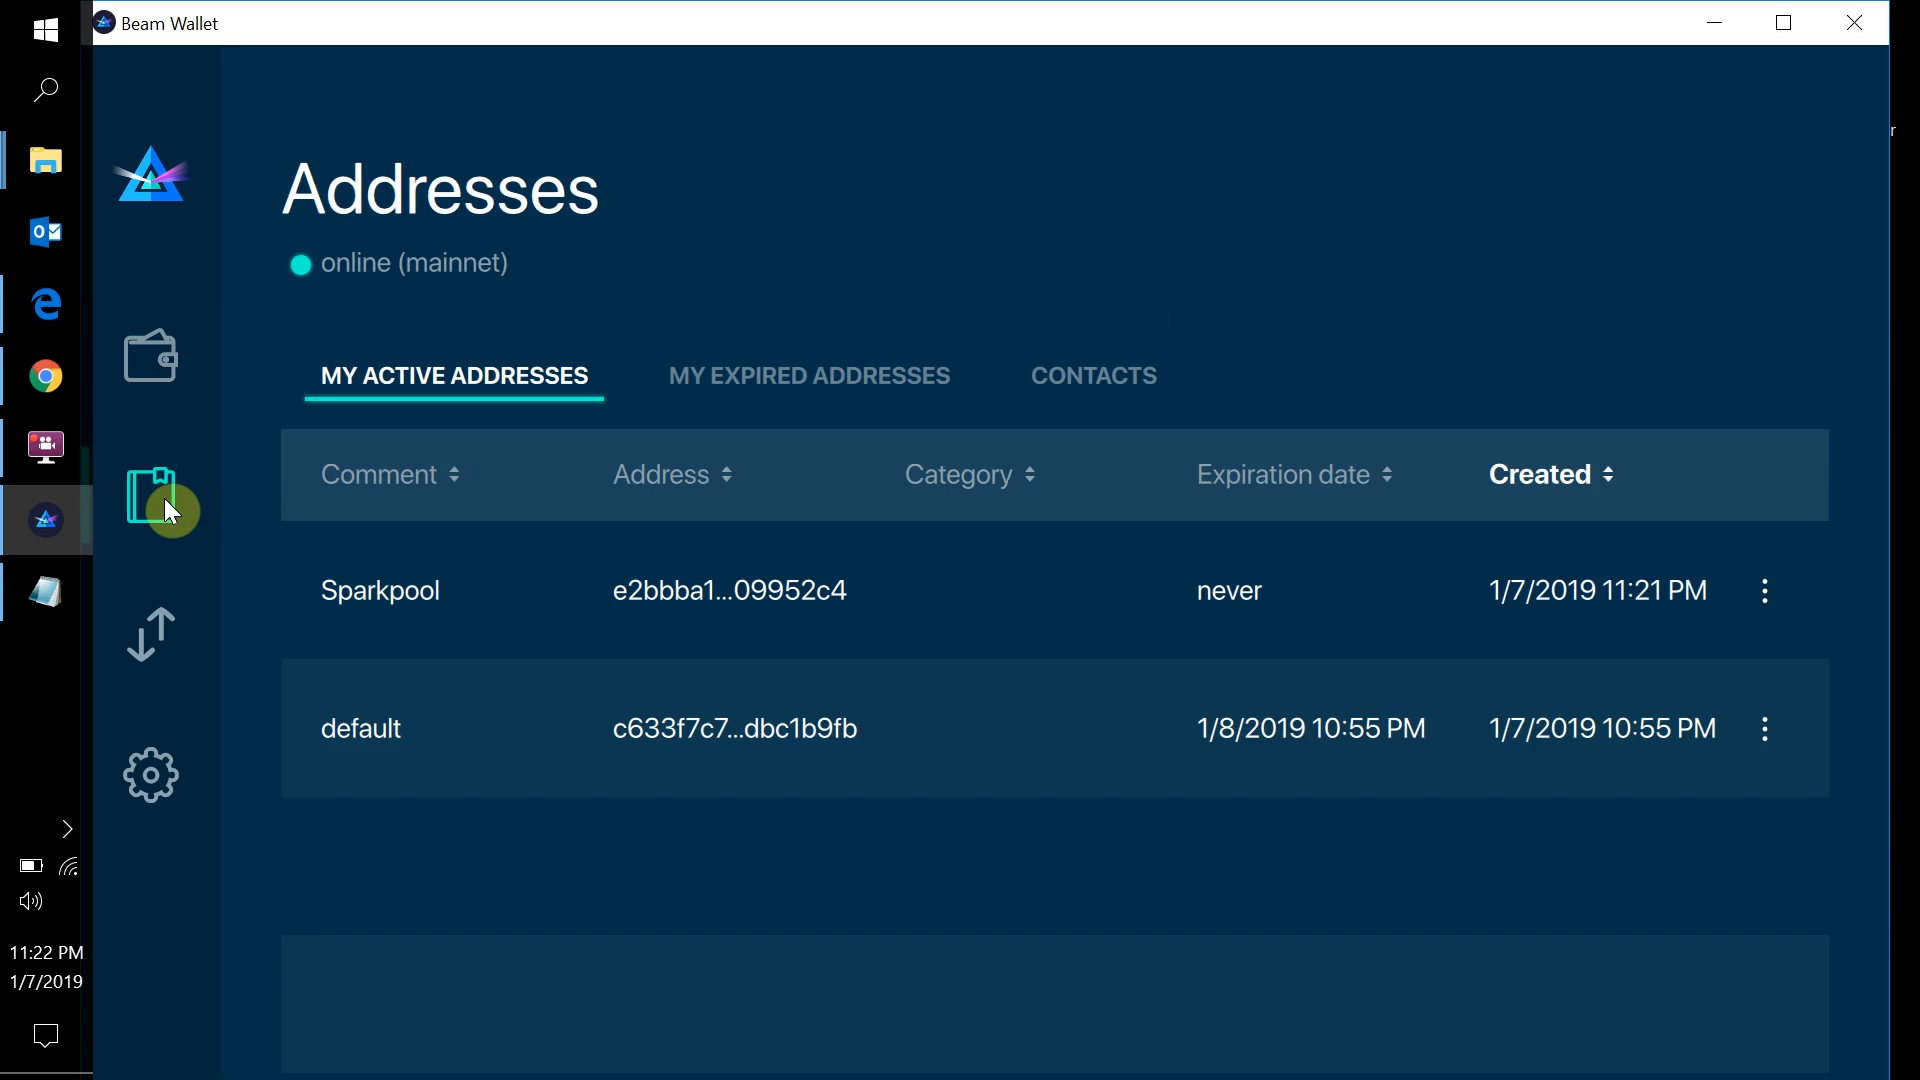 Beam Wallet
r
Addresses
online (mainnet)
MY ACTIVE ADDRESSES MY EXPIRED ADDRESSES CONTACTS
Comment Address Category Expiration date Created
Sparkpool e2bbba1...09952c4 never 1/7/2019 11:21 PM
default c633f7c7...dbc1b9fb 1/8/2019 10:55 PM 1/7/2019 10:55 PM
11:22 PM
1/7/2019